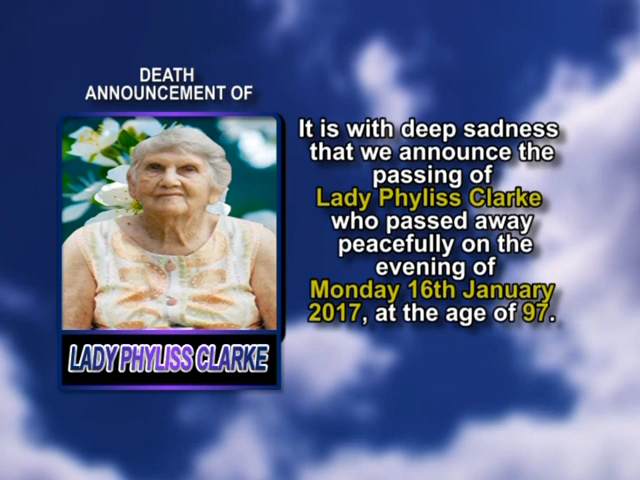 DEATH
ANNOUNCEMENT OF
LADY PHYLISS CLARKE
It is with deep sadness
that we announce the
passing of
Lady Phyliss Clarke
who passed away
peacefully on the
evening of
Monday 16th January
2017, at the age of 97.